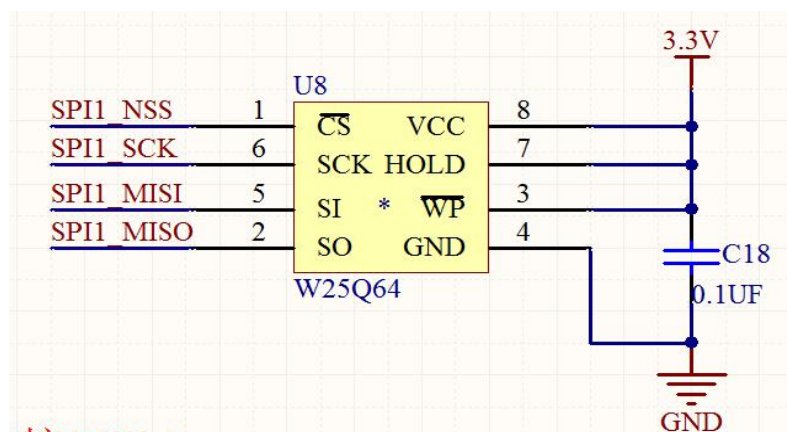 3.3V
U8
SPI1_NSS 1 CS VCC 8
SPI1_SCK 6 SCK HOLD 7
SPI1_MISI 5 SI * WP 3
SPI1_MISO 2 SO GND 4
W25Q64
C18
0.1UF
GND